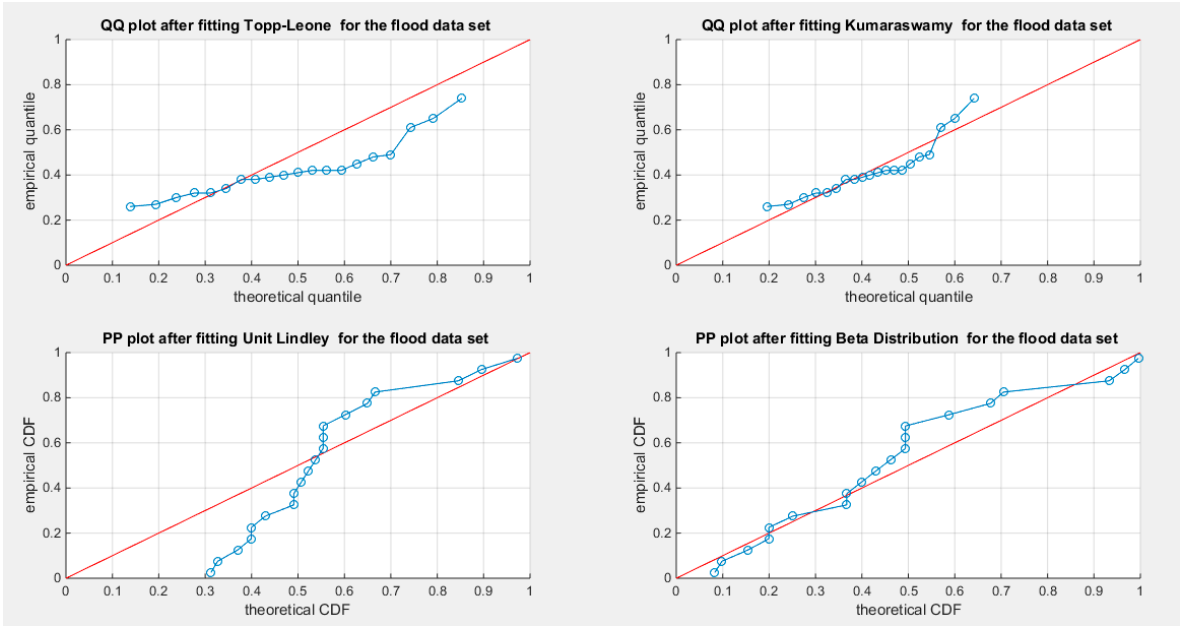 QQ plot after fitting Topp-Leone  for the flood data set
1
0.8
0.6
0.4
0.2
0
empirical quantile
0 0.1 0.2 0.3 0.4 0.5 0.6 0.7 0.8 0.9 1
theoretical quantile
QQ plot after fitting Kumaraswamy  for the flood data set
1
0.8
0.6
0.4
0.2
0
empirical quantile
0 0.1 0.2 0.3 0.4 0.5 0.6 0.7 0.8 0.9 1
theoretical quantile
PP plot after fitting Unit Lindley  for the flood data set
1
0.8
0.6
0.4
0.2
0
empirical CDF
0 0.1 0.2 0.3 0.4 0.5 0.6 0.7 0.8 0.9 1
theoretical CDF
PP plot after fitting Beta Distribution  for the flood data set
1
0.8
0.6
0.4
0.2
0
empirical CDF
0 0.1 0.2 0.3 0.4 0.5 0.6 0.7 0.8 0.9 1
theoretical CDF